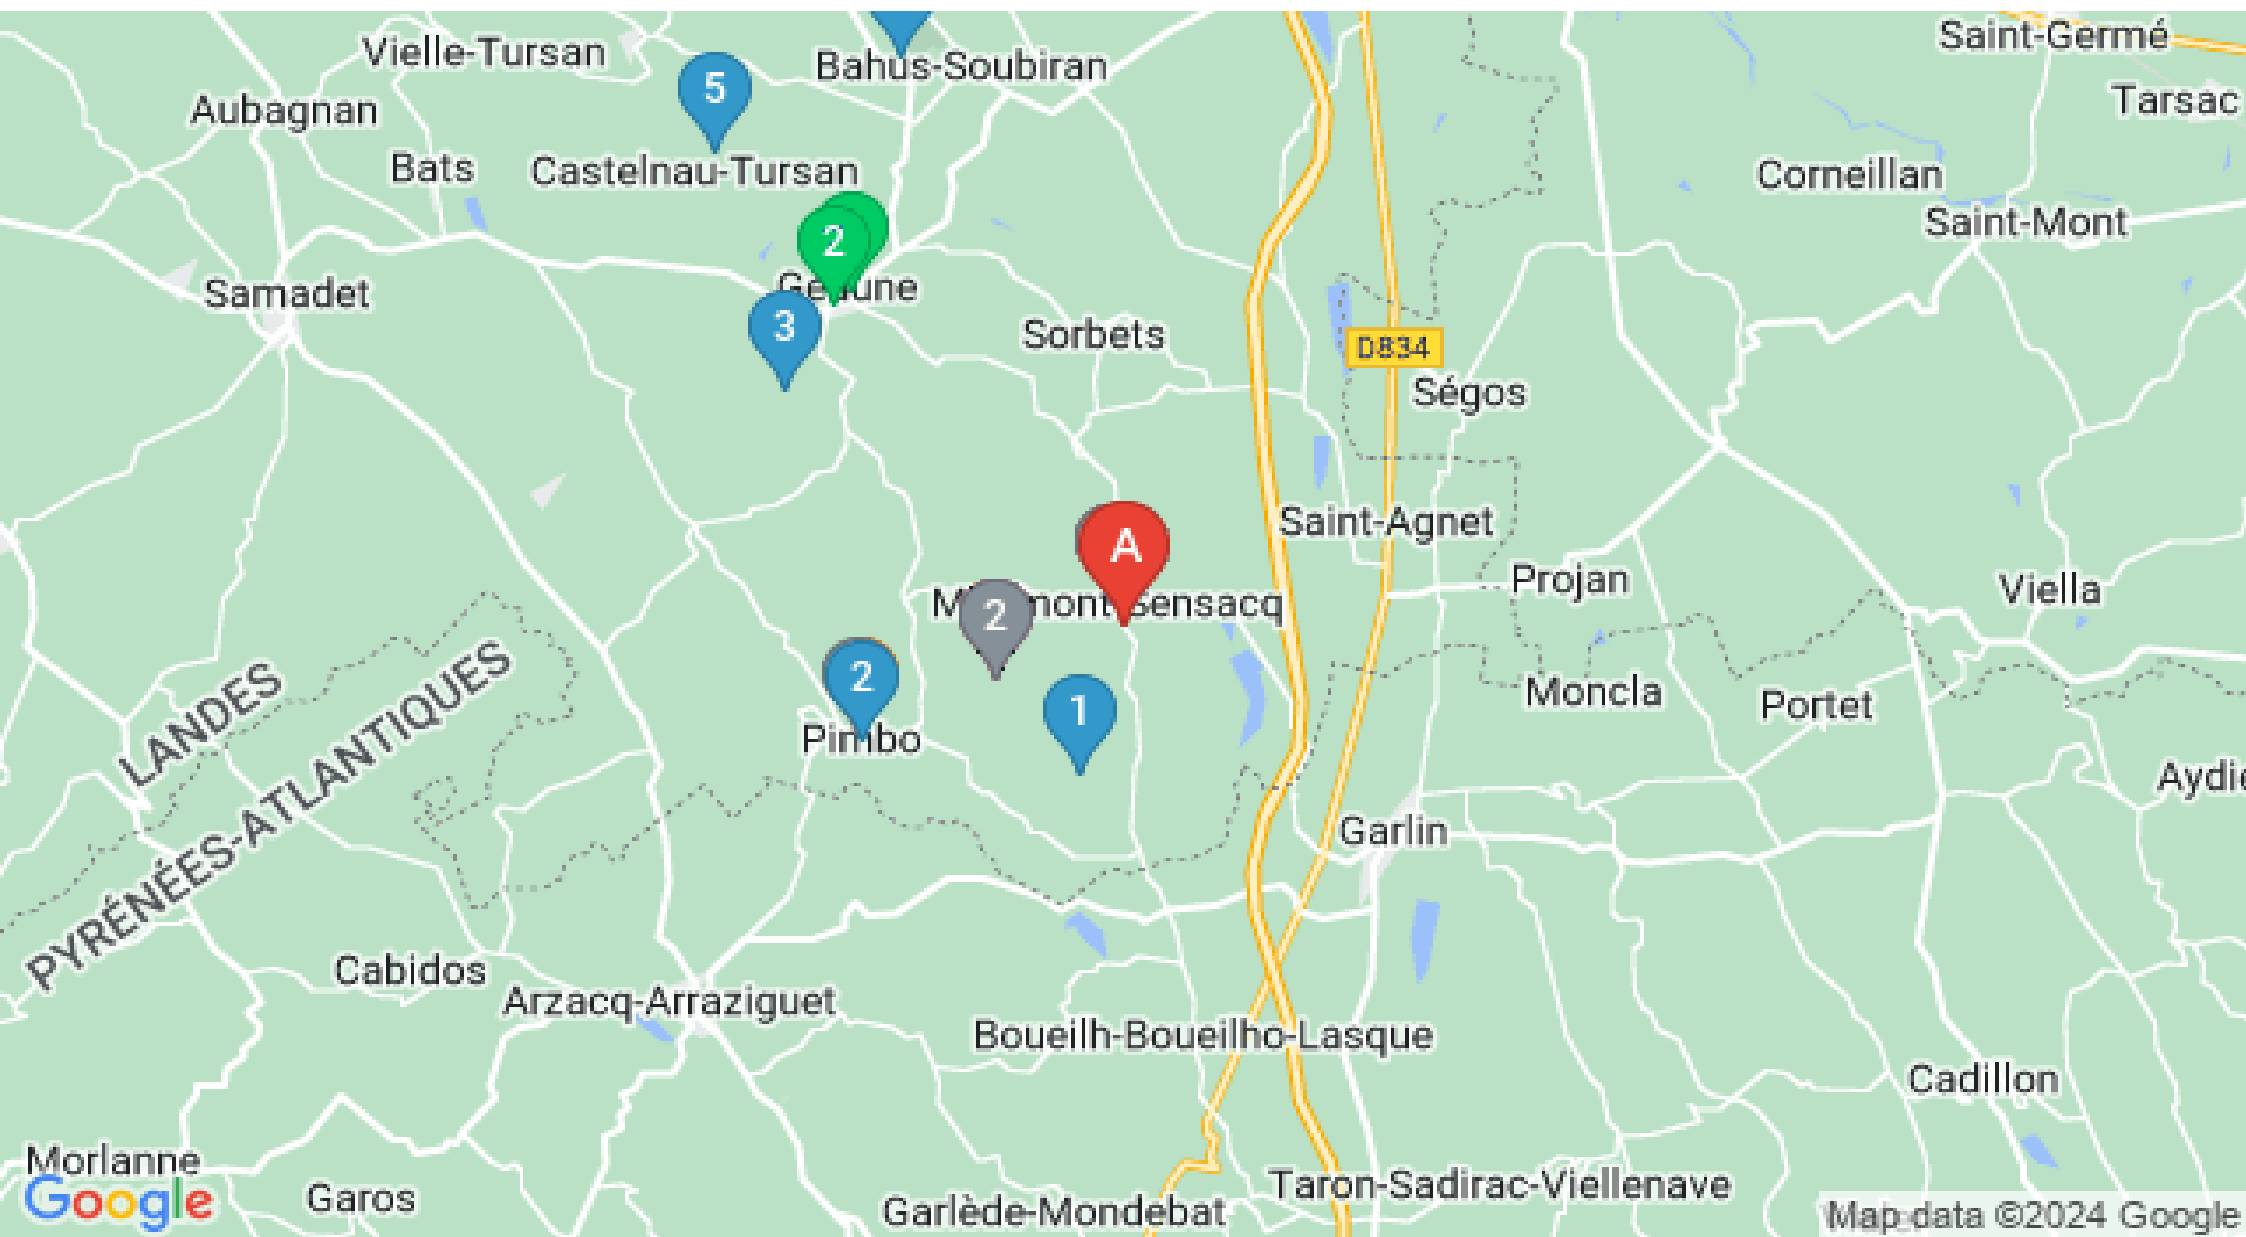 Saint-Germé
Vielle-Tursan
Bahus-Soubiran
5
Tarsac
Aubagnan
Bats
Castelnau-Tursan
Corneillan
Saint-Mont
2
Samadet
3
Sorbets
D834
Ségos
Saint-Agnet
A
Projan
Viella
2
2
1
Moncla
Portet
Pimbo
LANDES
PYRÉNÉES-ATLANTIQUES
Garlin
Cabidos
Arzacq-Arraziguet
Boueilh-Boueilho-Lasque
Cadillon
Morlanne
Google
Garos
Garlède-Mondebat
Taron-Sadirac-Viellenave
Map data ©2024 Google